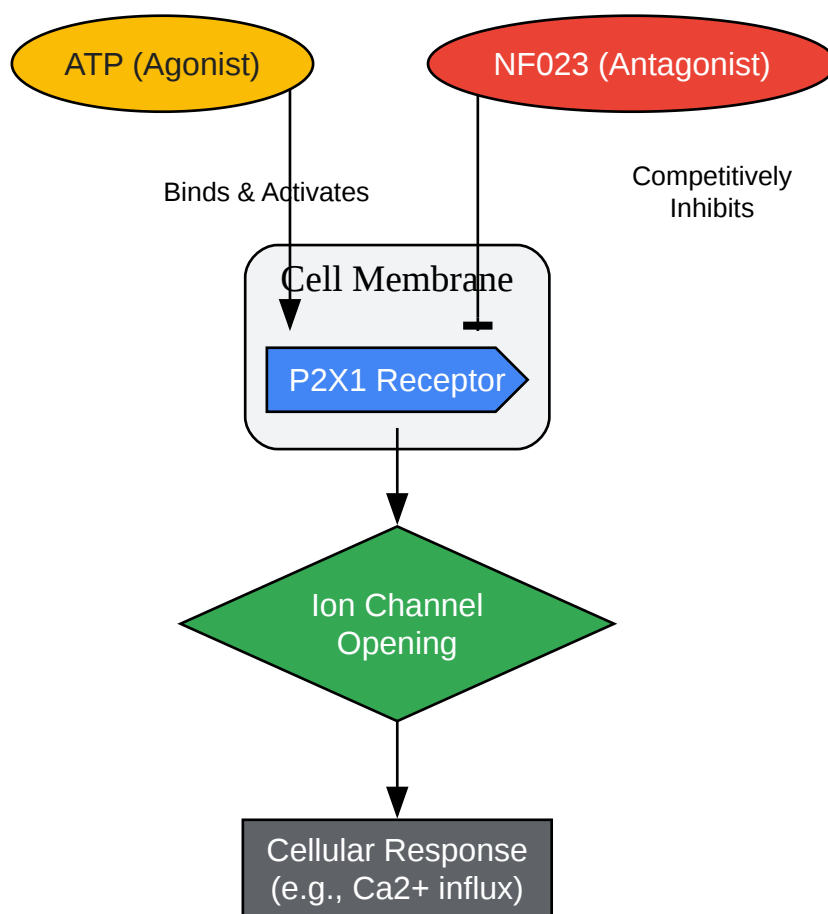 ATP (Agonist)
NF023 (Antagonist)
Binds & Activates
Competitively
Inhibits
Cell Membrane
P2X1 Receptor
Ion Channel
Opening
Cellular Response
(e.g., Ca2+ influx)